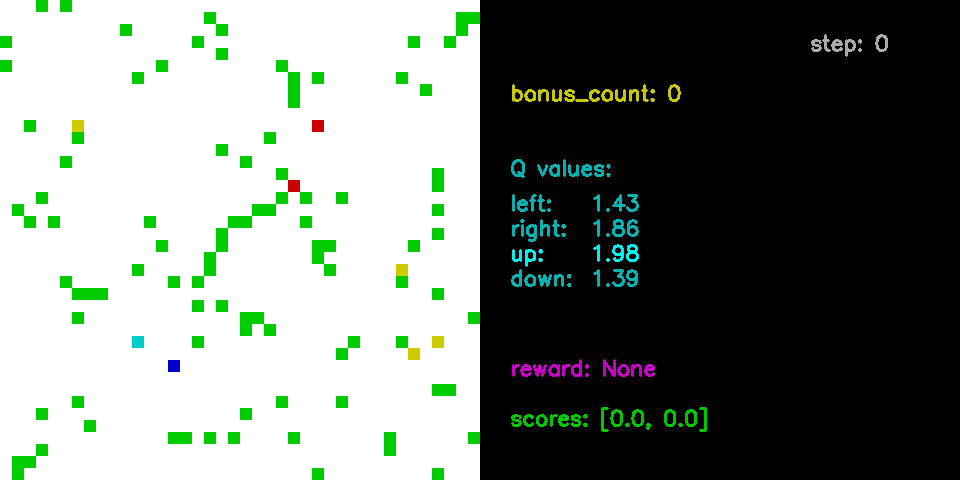 step: 0
bonus_count: 0
Q values:
left: 1.43
right: 1.86
up: 1.98
down: 1.39
reward: None
scores: [0.0, 0.0]